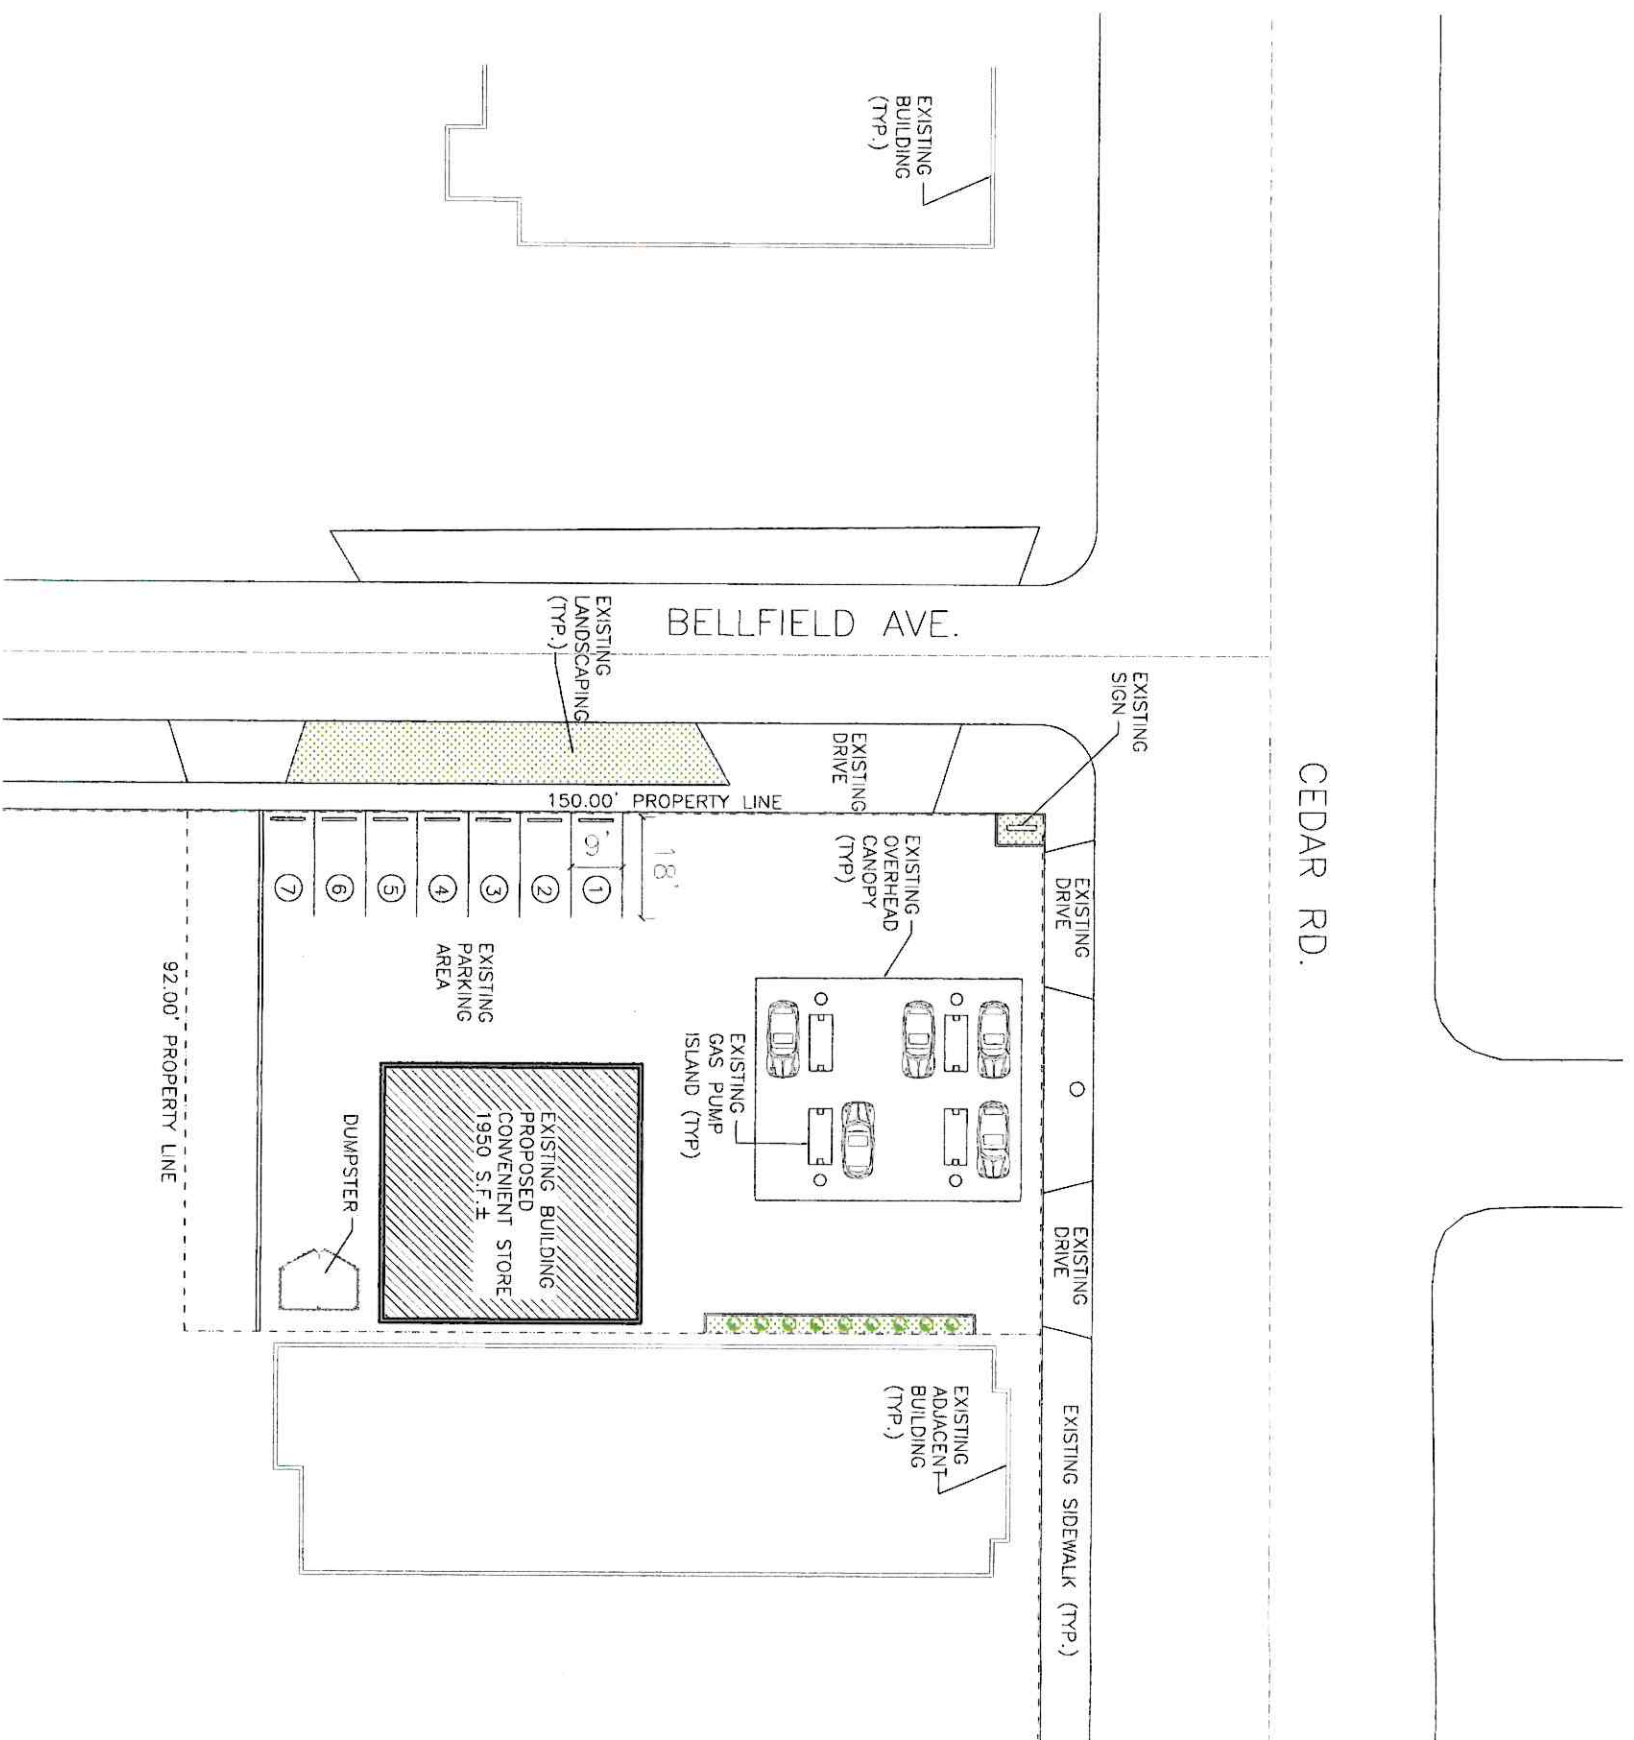 CEDAR RD.
BELLFIELD AVE.
EXISTING
BUILDING
(TYP.)
EXISTING
LANDSCAPING
(TYP.)
EXISTING
SIGN
EXISTING
DRIVE
150.00' PROPERTY LINE
EXISTING
DRIVE
EXISTING
OVERHEAD
CANOPY
(TYP)
18'
9'
1
2
3
4
5
6
7
EXISTING
PARKING
AREA
EXISTING
GAS PUMP
ISLAND (TYP)
92.00' PROPERTY LINE
EXISTING BUILDING
PROPOSED
CONVENIENT STORE
1950 S.F.±
DUMPSTER
EXISTING
DRIVE
EXISTING
ADJACENT
BUILDING
(TYP.)
EXISTING SIDEWALK (TYP.)